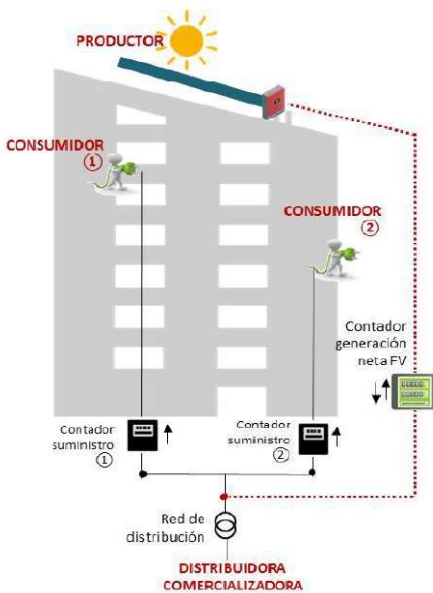 PRODUCTOR
CONSUMIDOR
①
CONSUMIDOR
②
Contador
generación
neta FV
Contador
suministro
①
Contador
suministro
②
Red de
distribución
DISTRIBUIDORA
COMERCIALIZADORA